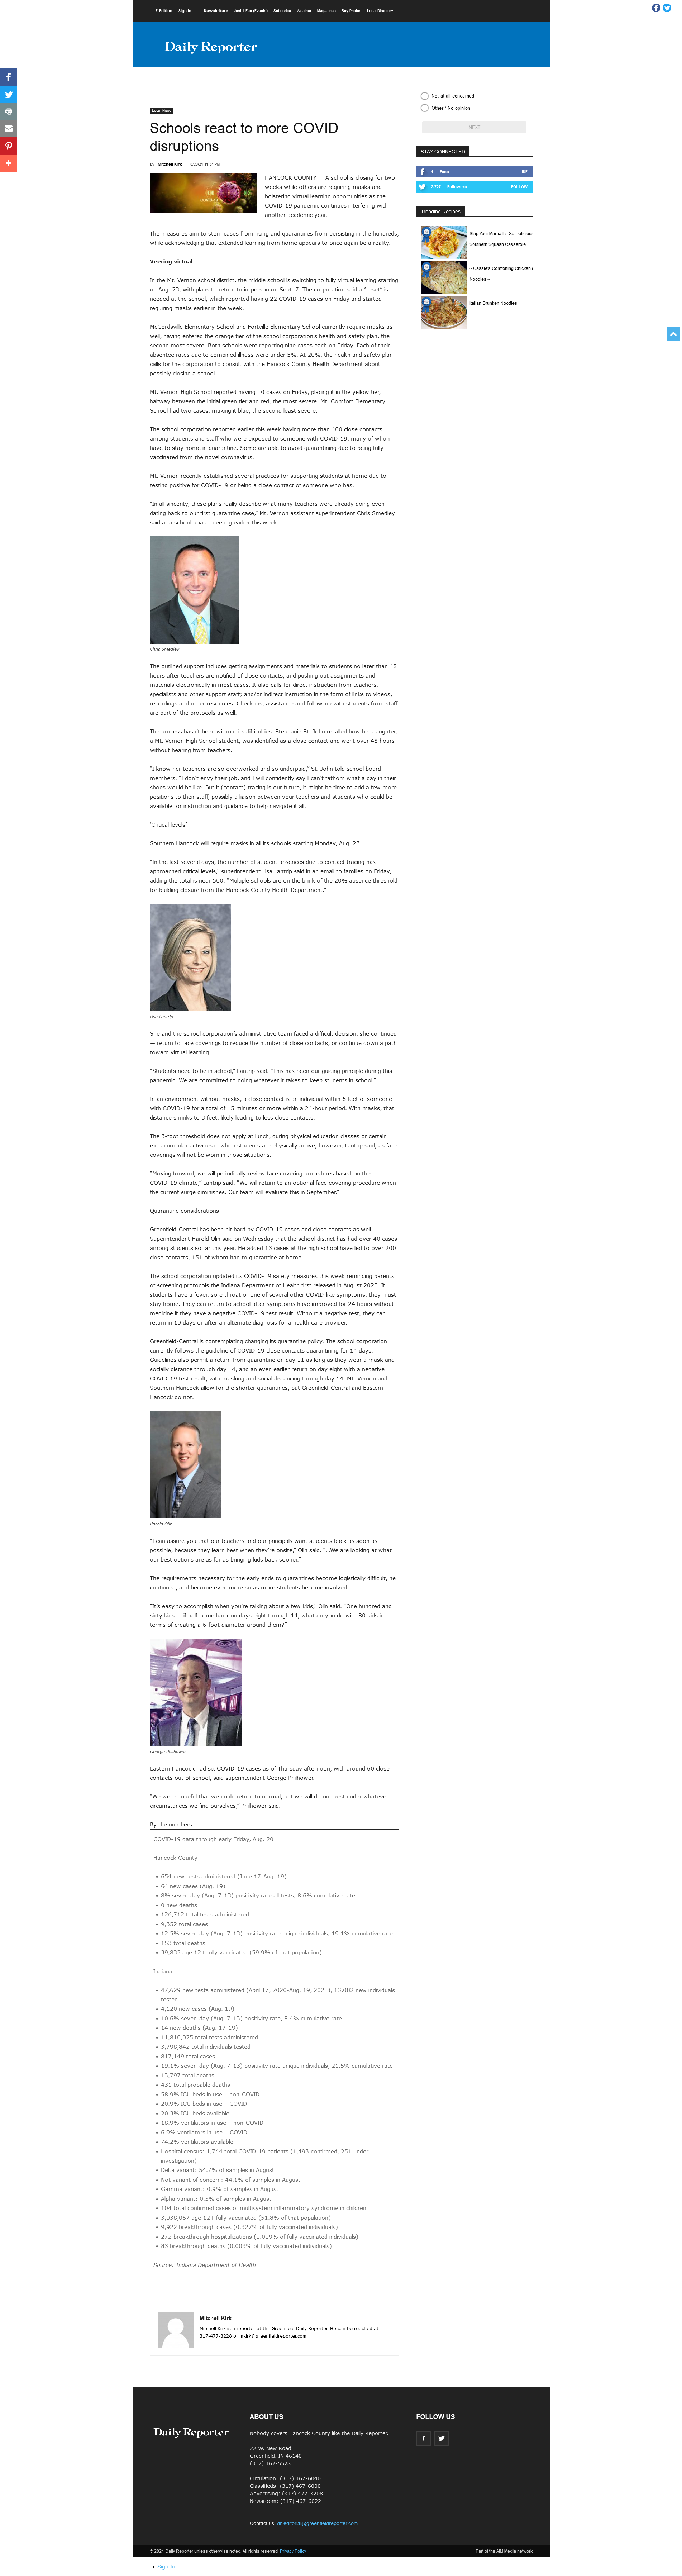 E-Edition Sign In Newsletters Just 4 Fun (Events) Subscribe Weather Magazines Buy Photos Local Directory
Daily Reporter
Not at all concerned
Other / No opinion
NEXT
Local News
Schools react to more COVID
disruptions
By Mitchell Kirk - 8/20/21 11:24 PM
STAY CONNECTED
1 Fans LIKE
2,727 Followers FOLLOW
Trending Recipes
Slap Your Mama It's So Delicious
Southern Squash Casserole
~ Cassie's Comforting Chicken &
Noodles ~
Italian Drunken Noodles
HANCOCK COUNTY — A school is closing for two
weeks while others are requiring masks and
bolstering virtual learning opportunities as the
COVID-19 pandemic continues interfering with
another academic year.
The measures aim to stem cases from rising and quarantines from persisting in the hundreds,
while acknowledging that extended learning from home appears to once again be a reality.
Veering virtual
In the Mt. Vernon school district, the middle school is switching to fully virtual learning starting
on Aug. 23, with plans to return to in-person on Sept. 7. The corporation said a "reset" is
needed at the school, which reported having 22 COVID-19 cases on Friday and started
requiring masks earlier in the week.
McCordsville Elementary School and Fortville Elementary School currently require masks as
well, having entered the orange tier of the school corporation's health and safety plan, the
second most severe. Both schools were reporting nine cases each on Friday. Each of their
absentee rates due to combined illness were under 5%. At 20%, the health and safety plan
calls for the corporation to consult with the Hancock County Health Department about
possibly closing a school.
Mt. Vernon High School reported having 10 cases on Friday, placing it in the yellow tier,
halfway between the initial green tier and red, the most severe. Mt. Comfort Elementary
School had two cases, making it blue, the second least severe.
The school corporation reported earlier this week having more than 400 close contacts
among students and staff who were exposed to someone with COVID-19, many of whom
have to stay home in quarantine. Some are able to avoid quarantining due to being fully
vaccinated from the novel coronavirus.
Mt. Vernon recently established several practices for supporting students at home due to
testing positive for COVID-19 or being a close contact of someone who has.
"In all sincerity, these plans really describe what many teachers were already doing even
dating back to our first quarantine case," Mt. Vernon assistant superintendent Chris Smedley
said at a school board meeting earlier this week.
Chris Smedley
The outlined support includes getting assignments and materials to students no later than 48
hours after teachers are notified of close contacts, and pushing out assignments and
materials electronically in most cases. It also calls for direct instruction from teachers,
specialists and other support staff; and/or indirect instruction in the form of links to videos,
recordings and other resources. Check-ins, assistance and follow-up with students from staff
are part of the protocols as well.
The process hasn't been without its difficulties. Stephanie St. John recalled how her daughter,
a Mt. Vernon High School student, was identified as a close contact and went over 48 hours
without hearing from teachers.
"I know her teachers are so overworked and so underpaid," St. John told school board
members. "I don't envy their job, and I will confidently say I can't fathom what a day in their
shoes would be like. But if (contact) tracing is our future, it might be time to add a few more
positions to their staff, possibly a liaison between your teachers and students who could be
available for instruction and guidance to help navigate it all."
'Critical levels'
Southern Hancock will require masks in all its schools starting Monday, Aug. 23.
"In the last several days, the number of student absences due to contact tracing has
approached critical levels," superintendent Lisa Lantrip said in an email to families on Friday,
adding the total is near 500. "Multiple schools are on the brink of the 20% absence threshold
for building closure from the Hancock County Health Department."
Lisa Lantrip
She and the school corporation's administrative team faced a difficult decision, she continued
— return to face coverings to reduce the number of close contacts, or continue down a path
toward virtual learning.
"Students need to be in school," Lantrip said. "This has been our guiding principle during this
pandemic. We are committed to doing whatever it takes to keep students in school."
In an environment without masks, a close contact is an individual within 6 feet of someone
with COVID-19 for a total of 15 minutes or more within a 24-hour period. With masks, that
distance shrinks to 3 feet, likely leading to less close contacts.
The 3-foot threshold does not apply at lunch, during physical education classes or certain
extracurricular activities in which students are physically active, however, Lantrip said, as face
coverings will not be worn in those situations.
"Moving forward, we will periodically review face covering procedures based on the
COVID-19 climate," Lantrip said. "We will return to an optional face covering procedure when
the current surge diminishes. Our team will evaluate this in September."
Quarantine considerations
Greenfield-Central has been hit hard by COVID-19 cases and close contacts as well.
Superintendent Harold Olin said on Wednesday that the school district has had over 40 cases
among students so far this year. He added 13 cases at the high school have led to over 200
close contacts, 151 of whom had to quarantine at home.
The school corporation updated its COVID-19 safety measures this week reminding parents
of screening protocols the Indiana Department of Health first released in August 2020. If
students have a fever, sore throat or one of several other COVID-like symptoms, they must
stay home. They can return to school after symptoms have improved for 24 hours without
medicine if they have a negative COVID-19 test result. Without a negative test, they can
return in 10 days or after an alternate diagnosis for a health care provider.
Greenfield-Central is contemplating changing its quarantine policy. The school corporation
currently follows the guideline of COVID-19 close contacts quarantining for 14 days.
Guidelines also permit a return from quarantine on day 11 as long as they wear a mask and
socially distance through day 14, and an even earlier return on day eight with a negative
COVID-19 test result, with masking and social distancing through day 14. Mt. Vernon and
Southern Hancock allow for the shorter quarantines, but Greenfield-Central and Eastern
Hancock do not.
Harold Olin
"I can assure you that our teachers and our principals want students back as soon as
possible, because they learn best when they're onsite," Olin said. "…We are looking at what
our best options are as far as bringing kids back sooner."
The requirements necessary for the early ends to quarantines become logistically difficult, he
continued, and become even more so as more students become involved.
"It's easy to accomplish when you're talking about a few kids," Olin said. "One hundred and
sixty kids — if half come back on days eight through 14, what do you do with 80 kids in
terms of creating a 6-foot diameter around them?"
George Philhower
Eastern Hancock had six COVID-19 cases as of Thursday afternoon, with around 60 close
contacts out of school, said superintendent George Philhower.
"We were hopeful that we could return to normal, but we will do our best under whatever
circumstances we find ourselves," Philhower said.
By the numbers
COVID-19 data through early Friday, Aug. 20
Hancock County
• 654 new tests administered (June 17-Aug. 19)
• 64 new cases (Aug. 19)
• 8% seven-day (Aug. 7-13) positivity rate all tests, 8.6% cumulative rate
• 0 new deaths
• 126,712 total tests administered
• 9,352 total cases
• 12.5% seven-day (Aug. 7-13) positivity rate unique individuals, 19.1% cumulative rate
• 153 total deaths
• 39,833 age 12+ fully vaccinated (59.9% of that population)
Indiana
• 47,629 new tests administered (April 17, 2020-Aug. 19, 2021), 13,082 new individuals
tested
• 4,120 new cases (Aug. 19)
• 10.6% seven-day (Aug. 7-13) positivity rate, 8.4% cumulative rate
• 14 new deaths (Aug. 17-19)
• 11,810,025 total tests administered
• 3,798,842 total individuals tested
• 817,149 total cases
• 19.1% seven-day (Aug. 7-13) positivity rate unique individuals, 21.5% cumulative rate
• 13,797 total deaths
• 431 total probable deaths
• 58.9% ICU beds in use – non-COVID
• 20.9% ICU beds in use – COVID
• 20.3% ICU beds available
• 18.9% ventilators in use – non-COVID
• 6.9% ventilators in use – COVID
• 74.2% ventilators available
• Hospital census: 1,744 total COVID-19 patients (1,493 confirmed, 251 under
investigation)
• Delta variant: 54.7% of samples in August
• Not variant of concern: 44.1% of samples in August
• Gamma variant: 0.9% of samples in August
• Alpha variant: 0.3% of samples in August
• 104 total confirmed cases of multisystem inflammatory syndrome in children
• 3,038,067 age 12+ fully vaccinated (51.8% of that population)
• 9,922 breakthrough cases (0.327% of fully vaccinated individuals)
• 272 breakthrough hospitalizations (0.009% of fully vaccinated individuals)
• 83 breakthrough deaths (0.003% of fully vaccinated individuals)
Source: Indiana Department of Health
Mitchell Kirk
Mitchell Kirk is a reporter at the Greenfield Daily Reporter. He can be reached at
317-477-3228 or mkirk@greenfieldreporter.com
Daily Reporter
ABOUT US
Nobody covers Hancock County like the Daily Reporter.
22 W. New Road
Greenfield, IN 46140
(317) 462-5528
Circulation: (317) 467-6040
Classifieds: (317) 467-6000
Advertising: (317) 477-3208
Newsroom: (317) 467-6022
Contact us: dr-editorial@greenfieldreporter.com
FOLLOW US
© 2021 Daily Reporter unless otherwise noted. All rights reserved. Privacy Policy
Part of the AIM Media network
• Sign In